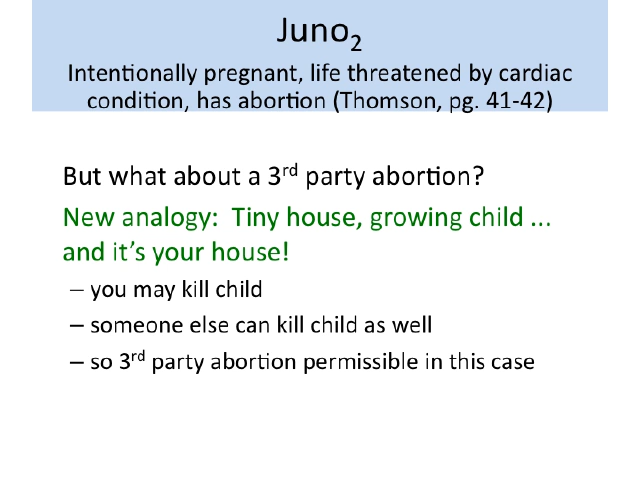 Juno₂
Intentionally pregnant, life threatened by cardiac
condition, has abortion (Thomson, pg. 41-42)
But what about a 3rd party abortion?
New analogy:  Tiny house, growing child ...
and it's your house!
– you may kill child
– someone else can kill child as well
– so 3rd party abortion permissible in this case